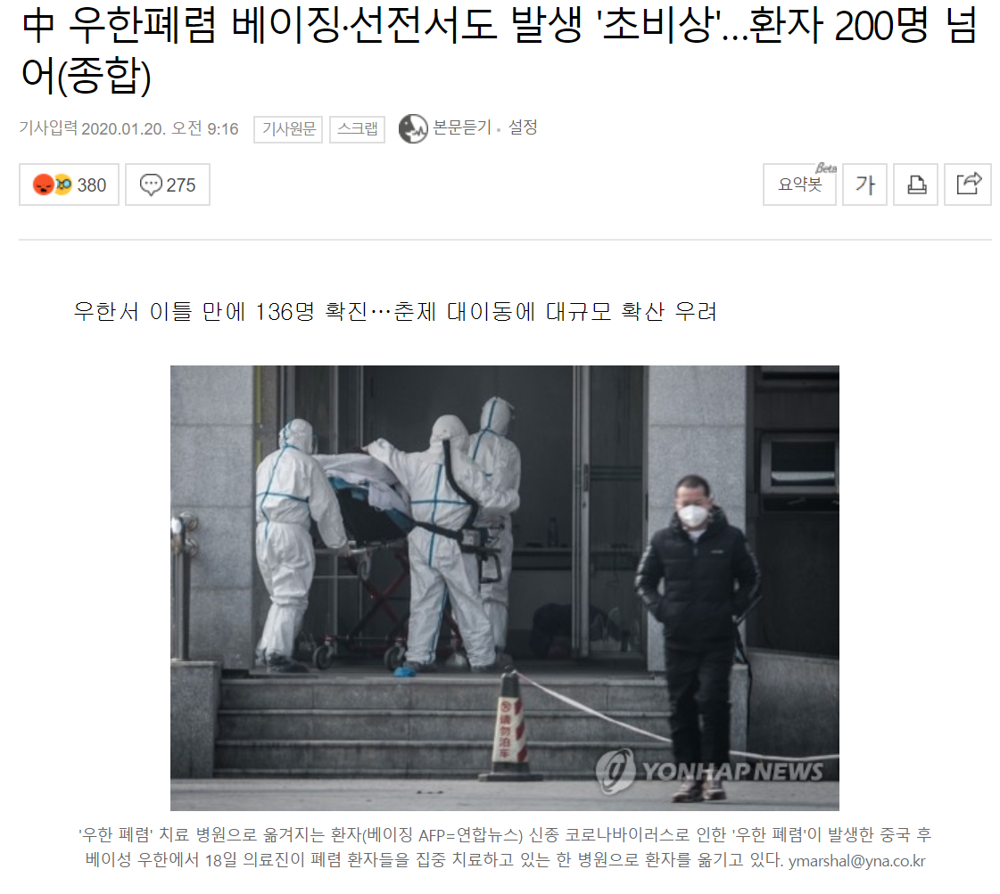 中 우한폐렴 베이징·선전서도 발생 '초비상'…환자 200명 넘
어(종합)
기사입력 2020.01.20. 오전 9:16 기사원문 스크랩 본문듣기 · 설정
380 275 요약봇 Beta 가
우한서 이틀 만에 136명 확진…춘제 대이동에 대규모 확산 우려
请勿泊车
YONHAP NEWS
'우한 폐렴' 치료 병원으로 옮겨지는 환자(베이징 AFP=연합뉴스) 신종 코로나바이러스로 인한 '우한 폐렴'이 발생한 중국 후
베이성 우한에서 18일 의료진이 폐렴 환자들을 집중 치료하고 있는 한 병원으로 환자를 옮기고 있다. ymarshal@yna.co.kr